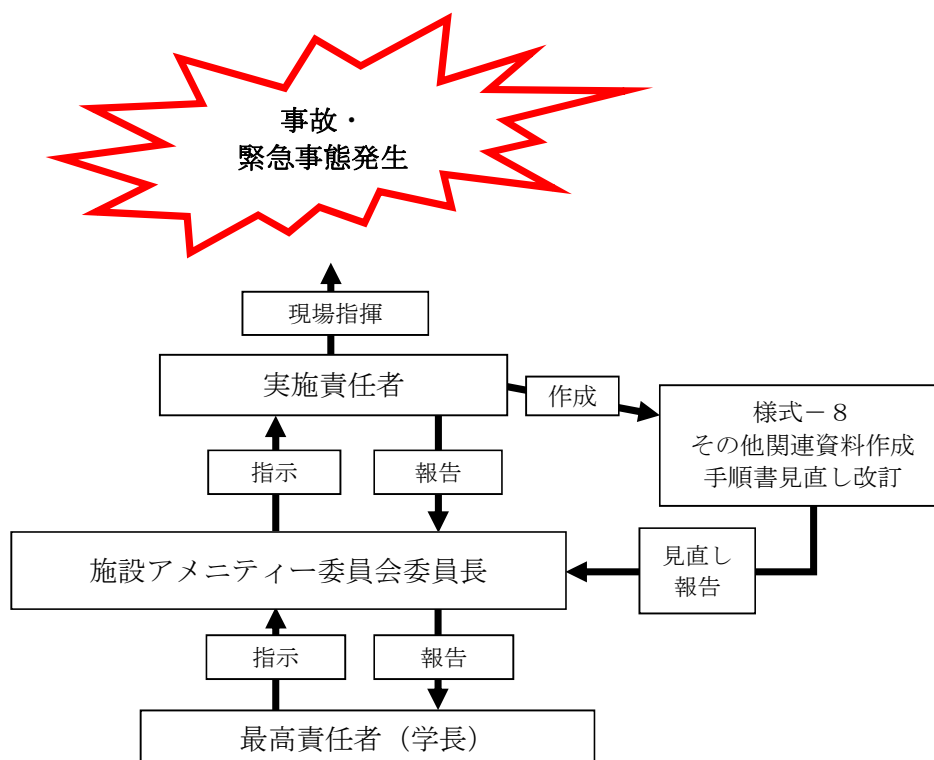 事故・
緊急事態発生
現場指揮
実施責任者
作成
様式－８
その他関連資料作成
手順書見直し改訂
指示
報告
施設アメニティー委員会委員長
見直し
報告
指示
報告
最高責任者（学長）